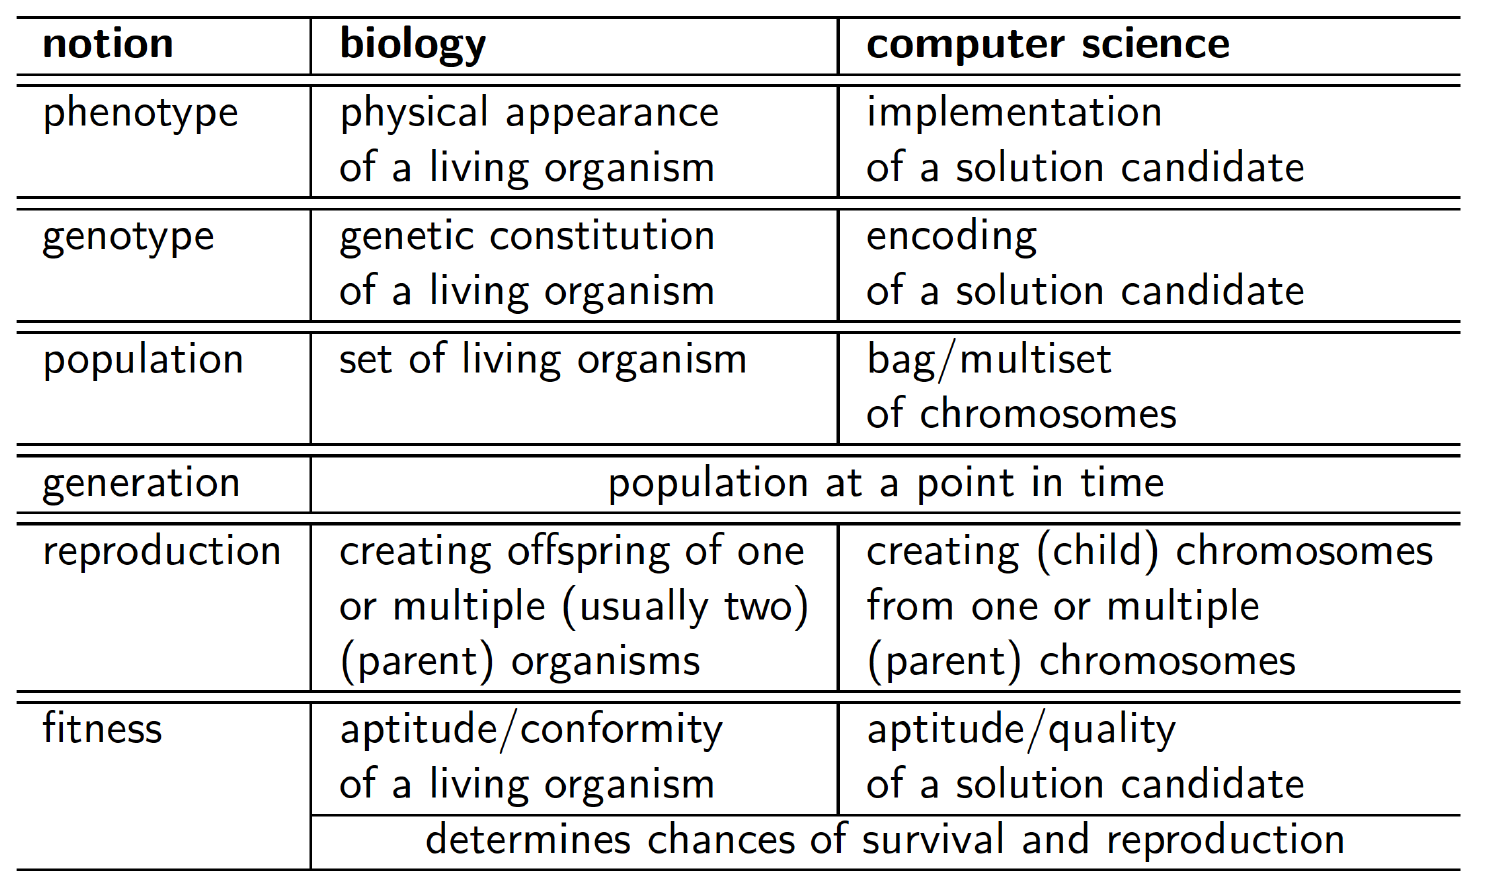 notion biology computer science
phenotype physical appearance implementation
of a living organism of a solution candidate
genotype genetic constitution encoding
of a living organism of a solution candidate
population set of living organism bag/multiset
of chromosomes
generation population at a point in time
reproduction creating offspring of one creating (child) chromosomes
or multiple (usually two) from one or multiple
(parent) organisms (parent) chromosomes
fitness aptitude/conformity aptitude/quality
of a living organism of a solution candidate
determines chances of survival and reproduction